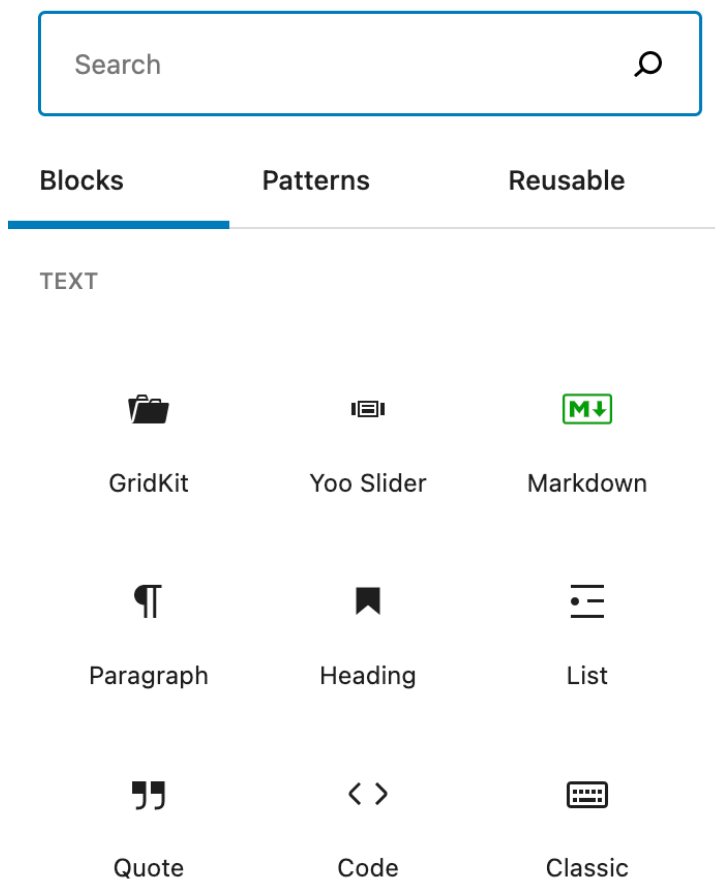 Search
Blocks Patterns Reusable
TEXT
M
GridKit Yoo Slider Markdown
Paragraph Heading List
Quote Code Classic